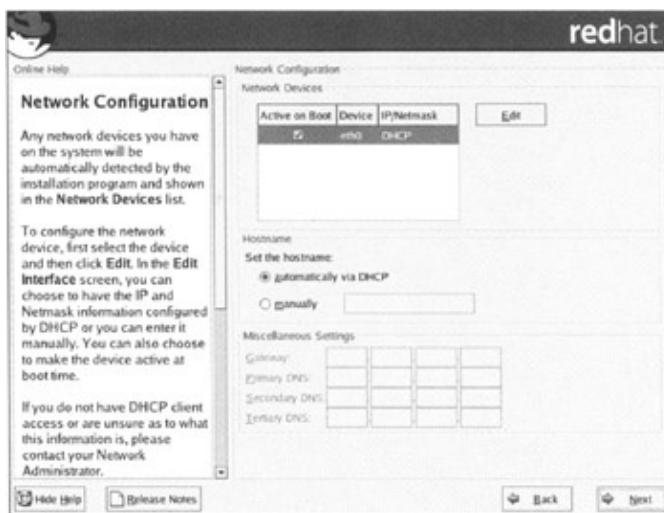 redhat
Online Help
Network Configuration
Any network devices you have
on the system will be
automatically detected by the
installation program and shown
in the Network Devices list.
To configure the network
device, first select the device
and then click Edit. In the Edit
Interface screen, you can
choose to have the IP and
Netmask information configured
by DHCP or you can enter it
manually. You can also choose
to make the device active at
boot time.
If you do not have DHCP client
access or are unsure as to what
this information is, please
contact your Network
Administrator.
Network Configuration
Network Devices
Active on Boot Device IP/Netmask
eth0 DHCP
Edit
Hostname
Set the hostname:
automatically via DHCP
manually
Miscellaneous Settings
Gateway:
Primary DNS:
Secondary DNS:
Tertiary DNS:
Hide Help
Release Notes
Back
Next